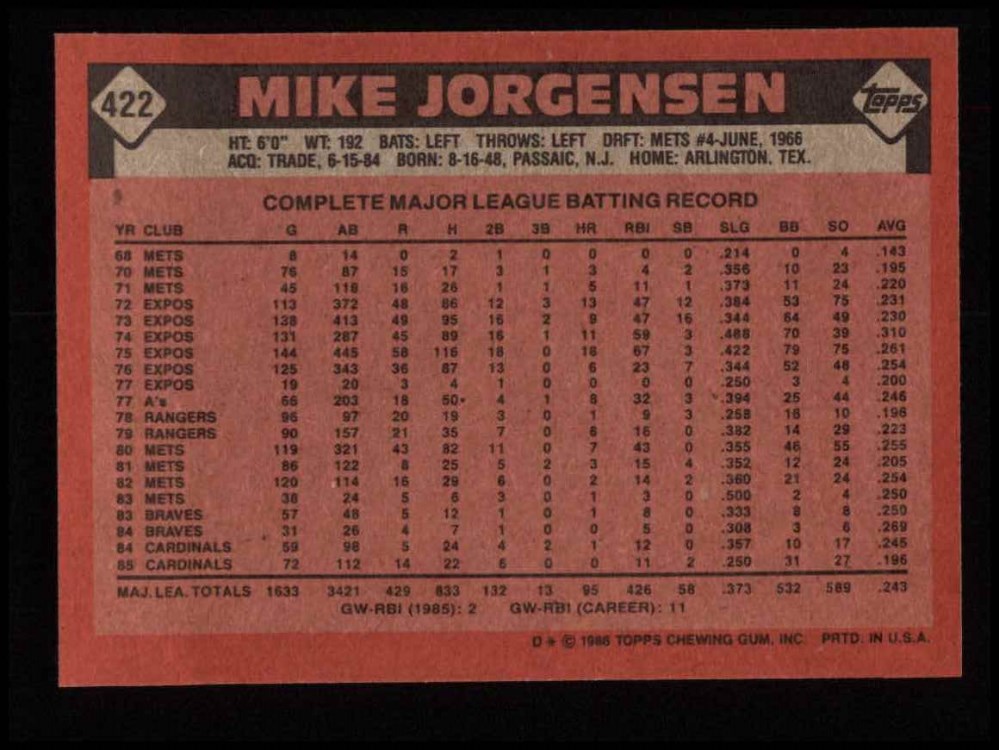 422 MIKE JORGENSEN Topps
HT: 6'0" WT: 192 BATS: LEFT THROWS: LEFT DRFT: METS #4-JUNE, 1966
ACQ: TRADE, 6-15-84 BORN: 8-16-48, PASSAIC, N.J. HOME: ARLINGTON, TEX.
COMPLETE MAJOR LEAGUE BATTING RECORD
YR CLUB G AB R H 2B 3B HR RBI SB SLG BB SO AVG
68 METS 8 14 0 2 1 0 0 0 0 .214 0 4 .143
70 METS 76 87 15 17 3 1 3 4 2 .356 10 23 .195
71 METS 45 118 16 26 1 1 5 11 1 .373 11 24 .220
72 EXPOS 113 372 48 86 12 3 13 47 12 .384 53 75 .231
73 EXPOS 138 413 49 95 16 2 9 47 16 .344 64 49 .230
74 EXPOS 131 287 45 89 16 1 11 59 3 .488 70 39 .310
75 EXPOS 144 445 58 116 18 0 18 67 3 .422 79 75 .261
76 EXPOS 125 343 36 87 13 0 6 23 7 .344 52 48 .254
77 EXPOS 19 20 3 4 1 0 0 0 0 .250 3 4 .200
77 A's 66 203 18 50 4 1 8 32 3 .394 25 44 .246
78 RANGERS 96 97 20 19 3 0 1 9 3 .258 18 10 .196
79 RANGERS 90 157 21 35 7 0 6 16 0 .382 14 29 .223
80 METS 119 321 43 82 11 0 7 43 0 .355 46 55 .255
81 METS 86 122 8 25 5 2 3 15 4 .352 12 24 .205
82 METS 120 114 16 29 6 0 2 14 2 .360 21 24 .254
83 METS 38 24 5 6 3 0 1 3 0 .500 2 4 .250
83 BRAVES 57 48 5 12 1 0 1 8 0 .333 8 8 .250
84 BRAVES 31 26 4 7 1 0 0 5 0 .308 3 6 .269
84 CARDINALS 59 98 5 24 4 2 1 12 0 .357 10 17 .245
85 CARDINALS 72 112 14 22 6 0 0 11 2 .250 31 27 .196
MAJ. LEA. TOTALS 1633 3421 429 833 132 13 95 426 58 .373 532 589 .243
GW-RBI (1985): 2 GW-RBI (CAREER): 11
D * © 1986 TOPPS CHEWING GUM, INC. PRTD. IN U.S.A.